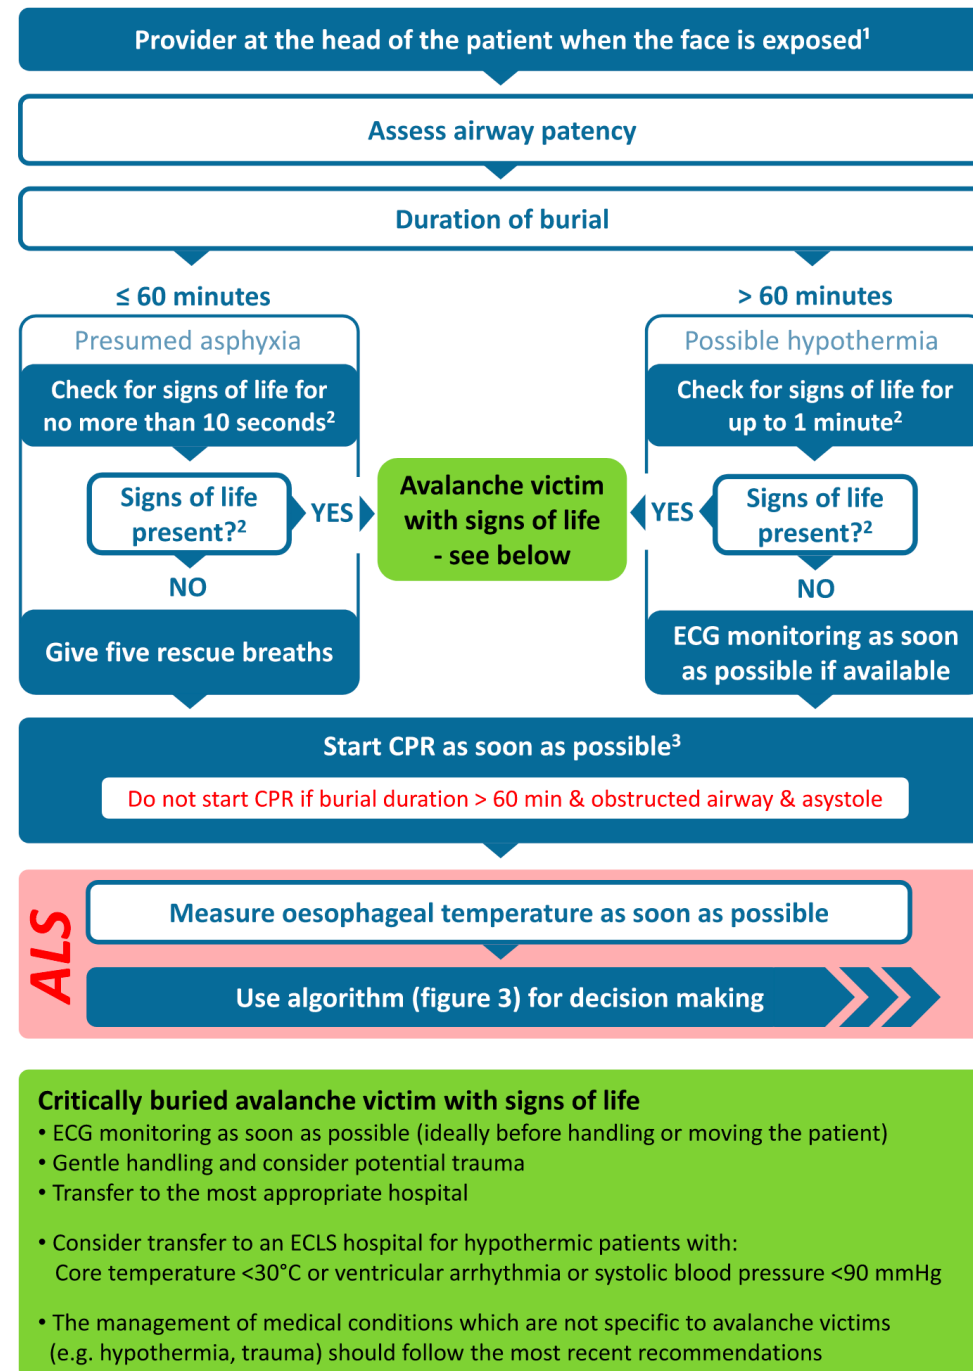 Provider at the head of the patient when the face is exposed¹
Assess airway patency
Duration of burial
≤ 60 minutes
Presumed asphyxia
Check for signs of life for
no more than 10 seconds²
Signs of life
present?²
YES
NO
Give five rescue breaths
Avalanche victim
with signs of life
- see below
> 60 minutes
Possible hypothermia
Check for signs of life for
up to 1 minute²
Signs of life
present?²
YES
NO
ECG monitoring as soon
as possible if available
Start CPR as soon as possible³
Do not start CPR if burial duration > 60 min & obstructed airway & asystole
ALS
Measure oesophageal temperature as soon as possible
Use algorithm (figure 3) for decision making
Critically buried avalanche victim with signs of life
• ECG monitoring as soon as possible (ideally before handling or moving the patient)
• Gentle handling and consider potential trauma
• Transfer to the most appropriate hospital
• Consider transfer to an ECLS hospital for hypothermic patients with:
Core temperature <30°C or ventricular arrhythmia or systolic blood pressure <90 mmHg
• The management of medical conditions which are not specific to avalanche victims
(e.g. hypothermia, trauma) should follow the most recent recommendations